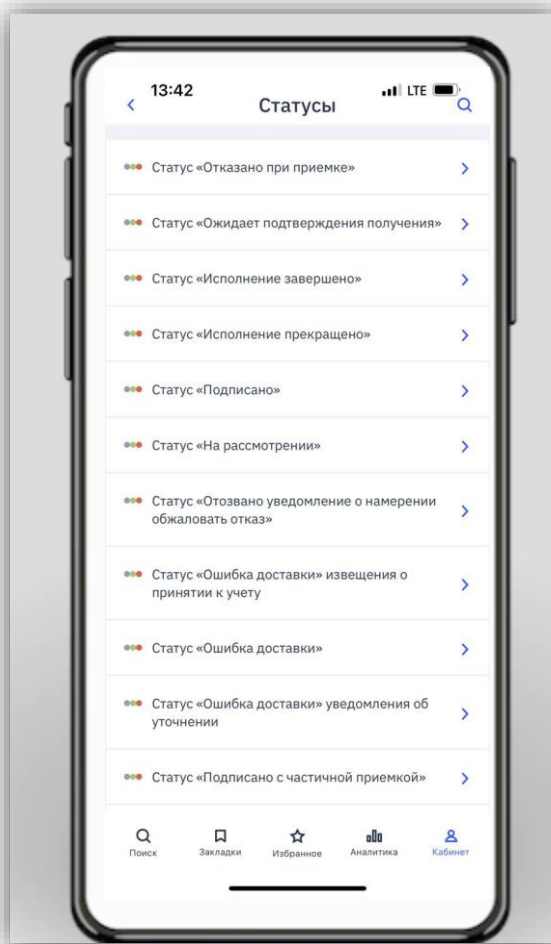 13:42
LTE
Статусы
Статус «Отказано при приемке»
Статус «Ожидает подтверждения получения»
Статус «Исполнение завершено»
Статус «Исполнение прекращено»
Статус «Подписано»
Статус «На рассмотрении»
Статус «Отозвано уведомление о намерении
обжаловать отказ»
Статус «Ошибка доставки» извещения о
принятии к учету
Статус «Ошибка доставки»
Статус «Ошибка доставки» уведомления об
уточнении
Статус «Подписано с частичной приемкой»
Поиск
Закладки
Избранное
Аналитика
Кабинет